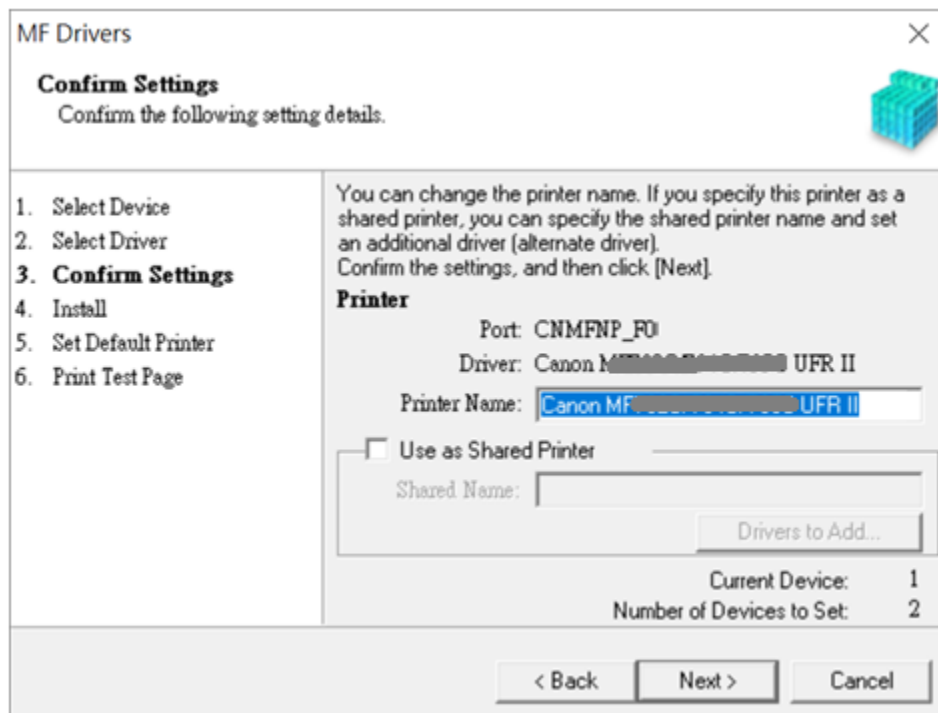 MF Drivers
Confirm Settings
Confirm the following setting details.
1. Select Device
2. Select Driver
3. Confirm Settings
4. Install
5. Set Default Printer
6. Print Test Page
You can change the printer name. If you specify this printer as a
shared printer, you can specify the shared printer name and set
an additional driver (alternate driver).
Confirm the settings, and then click [Next].
Printer
Port: CNMFNP_F0
Driver: Canon UFR II
Printer Name: Canon UFR II
Use as Shared Printer
Shared Name:
Drivers to Add...
Current Device: 1
Number of Devices to Set: 2
< Back
Next >
Cancel